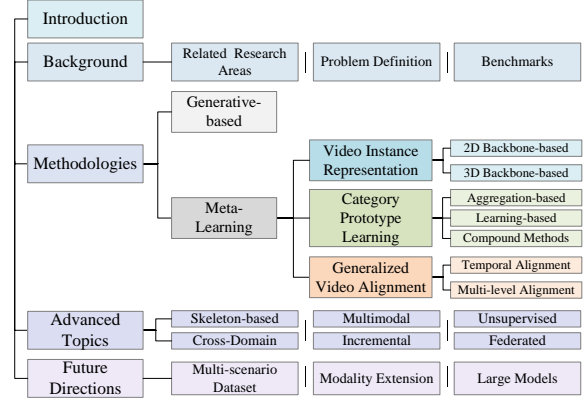 Introduction
Background
Related Research
Areas
Problem Definition
Benchmarks
Methodologies
Generative-
based
Meta-
Learning
Video Instance
Representation
2D Backbone-based
3D Backbone-based
Category
Prototype
Learning
Aggregation-based
Learning-based
Compound Methods
Generalized
Video Alignment
Temporal Alignment
Multi-level Alignment
Advanced
Topics
Skeleton-based
Multimodal
Unsupervised
Cross-Domain
Incremental
Federated
Future
Directions
Multi-scenario
Dataset
Modality Extension
Large Models